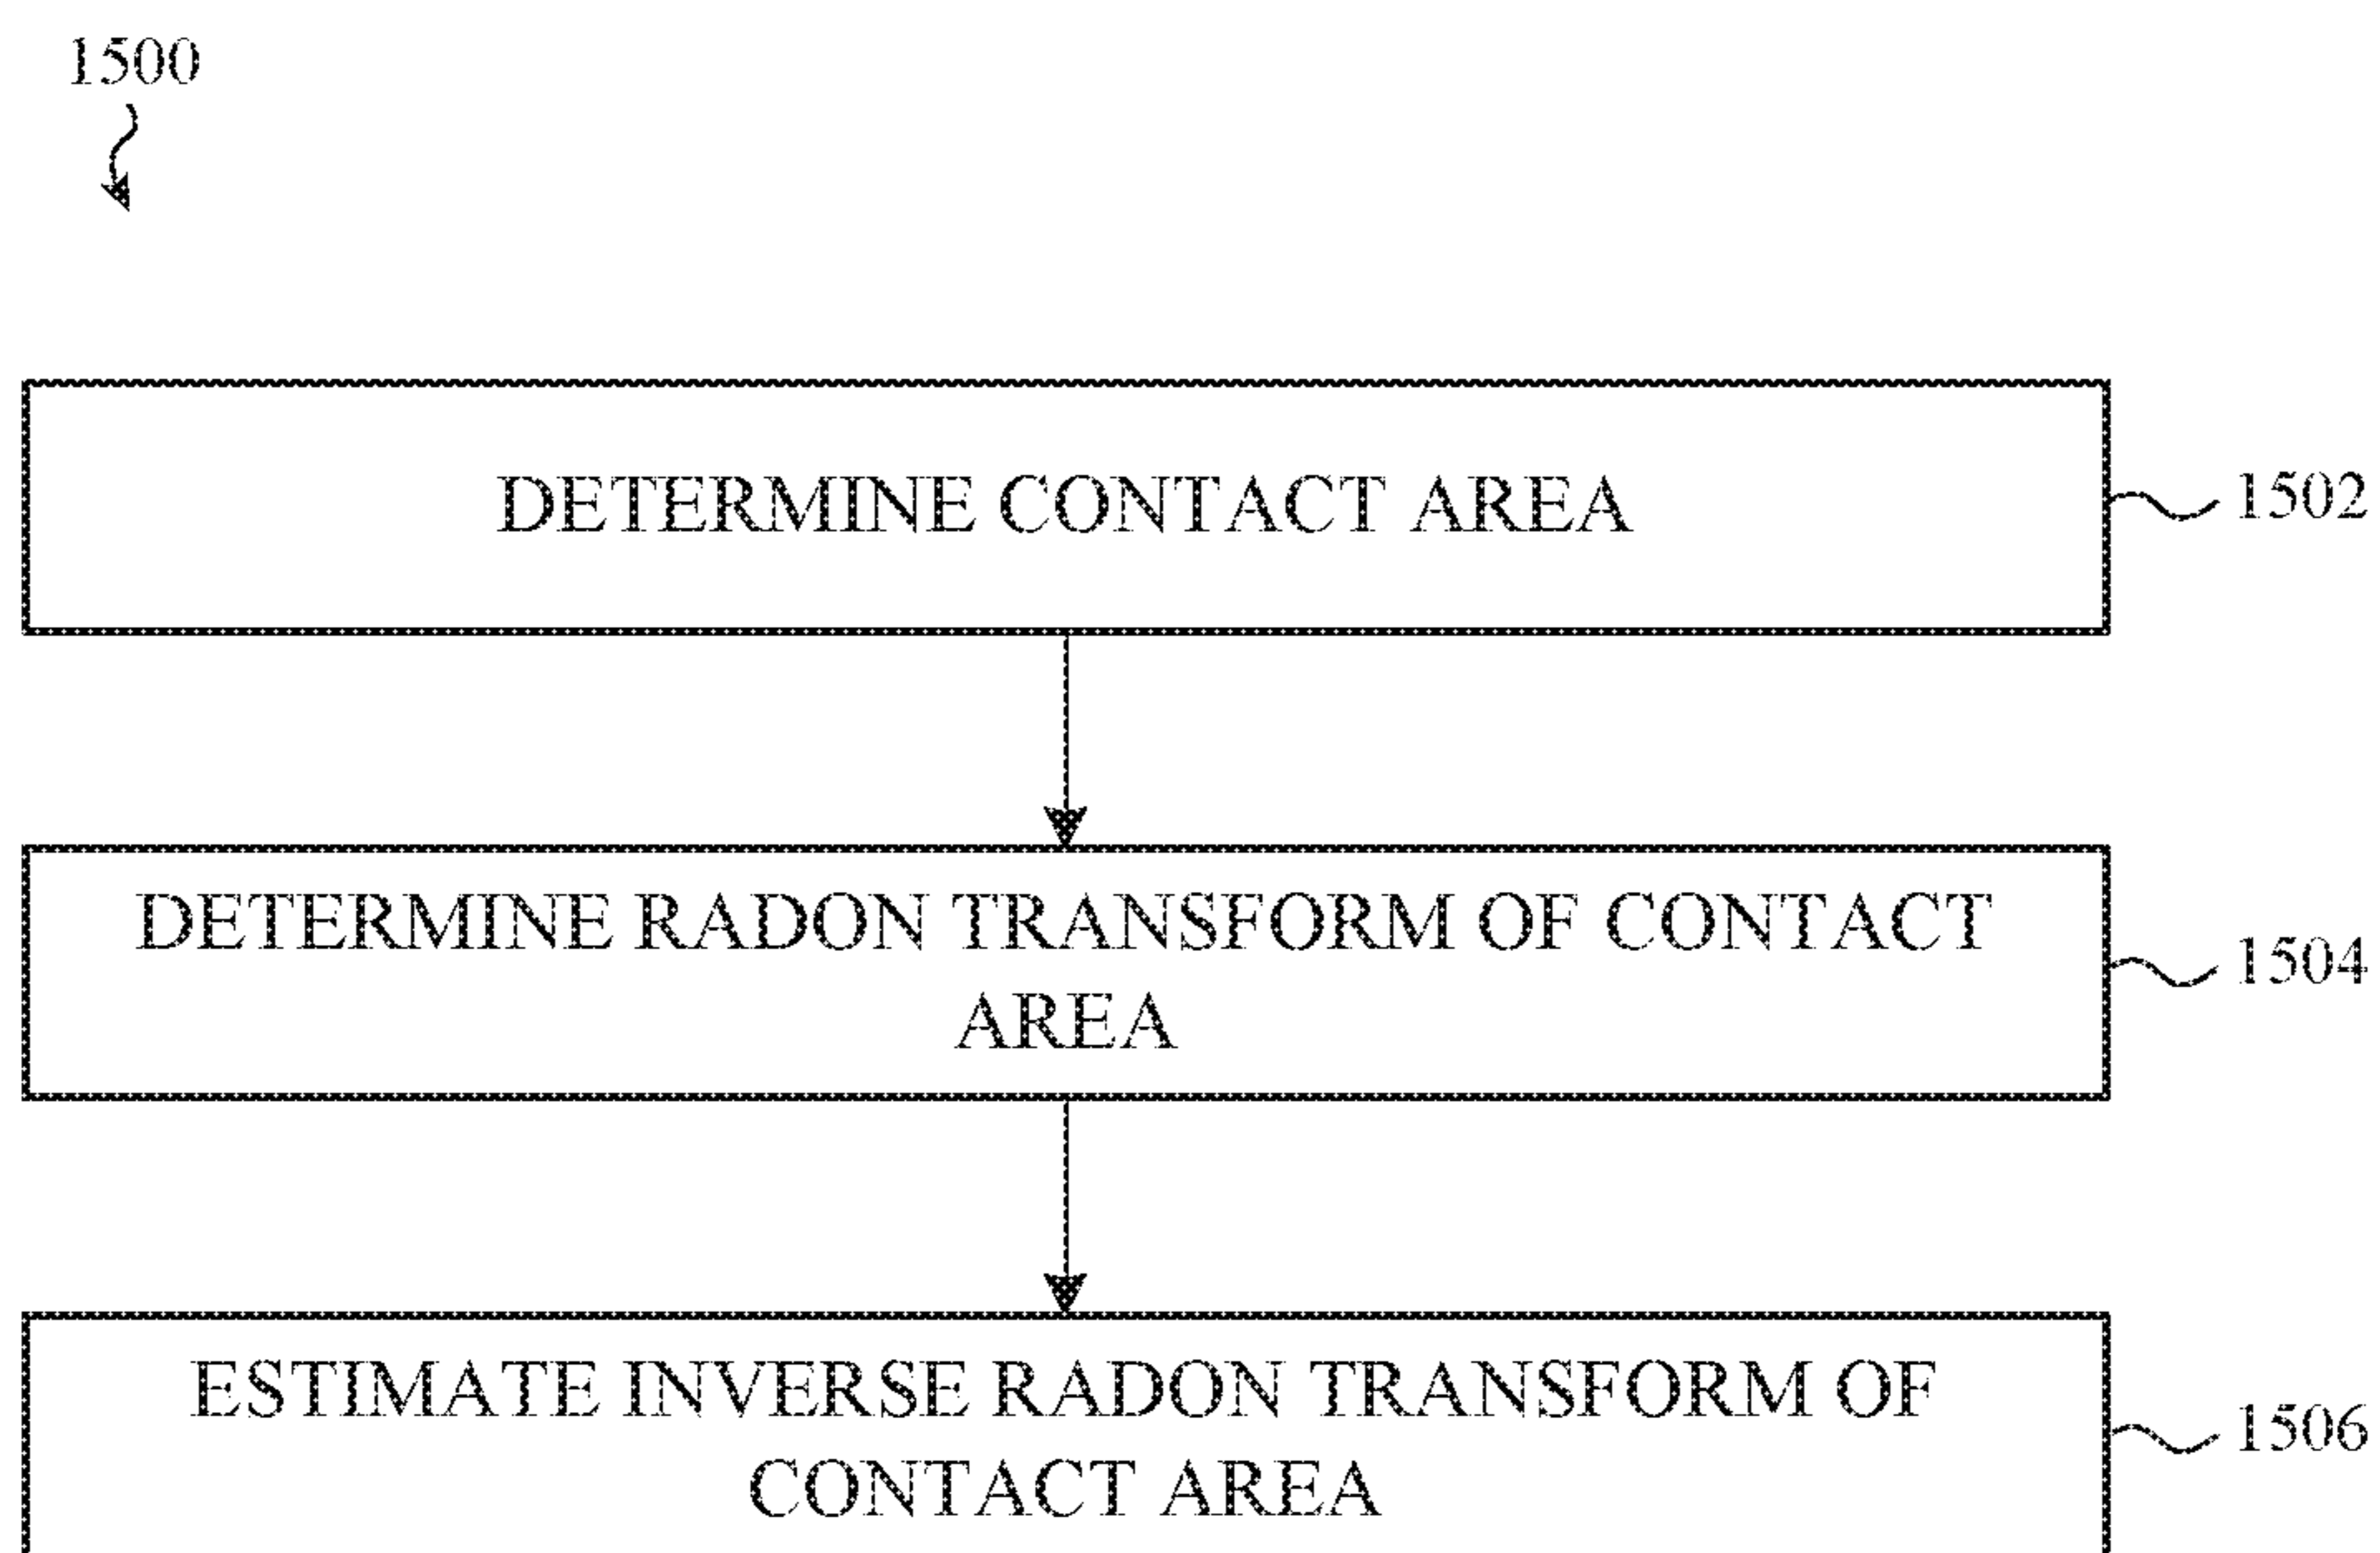 1500
DETERMINE CONTACT AREA
1502
DETERMINE RADON TRANSFORM OF CONTACT
AREA
1504
ESTIMATE INVERSE RADON TRANSFORM OF
CONTACT AREA
1506